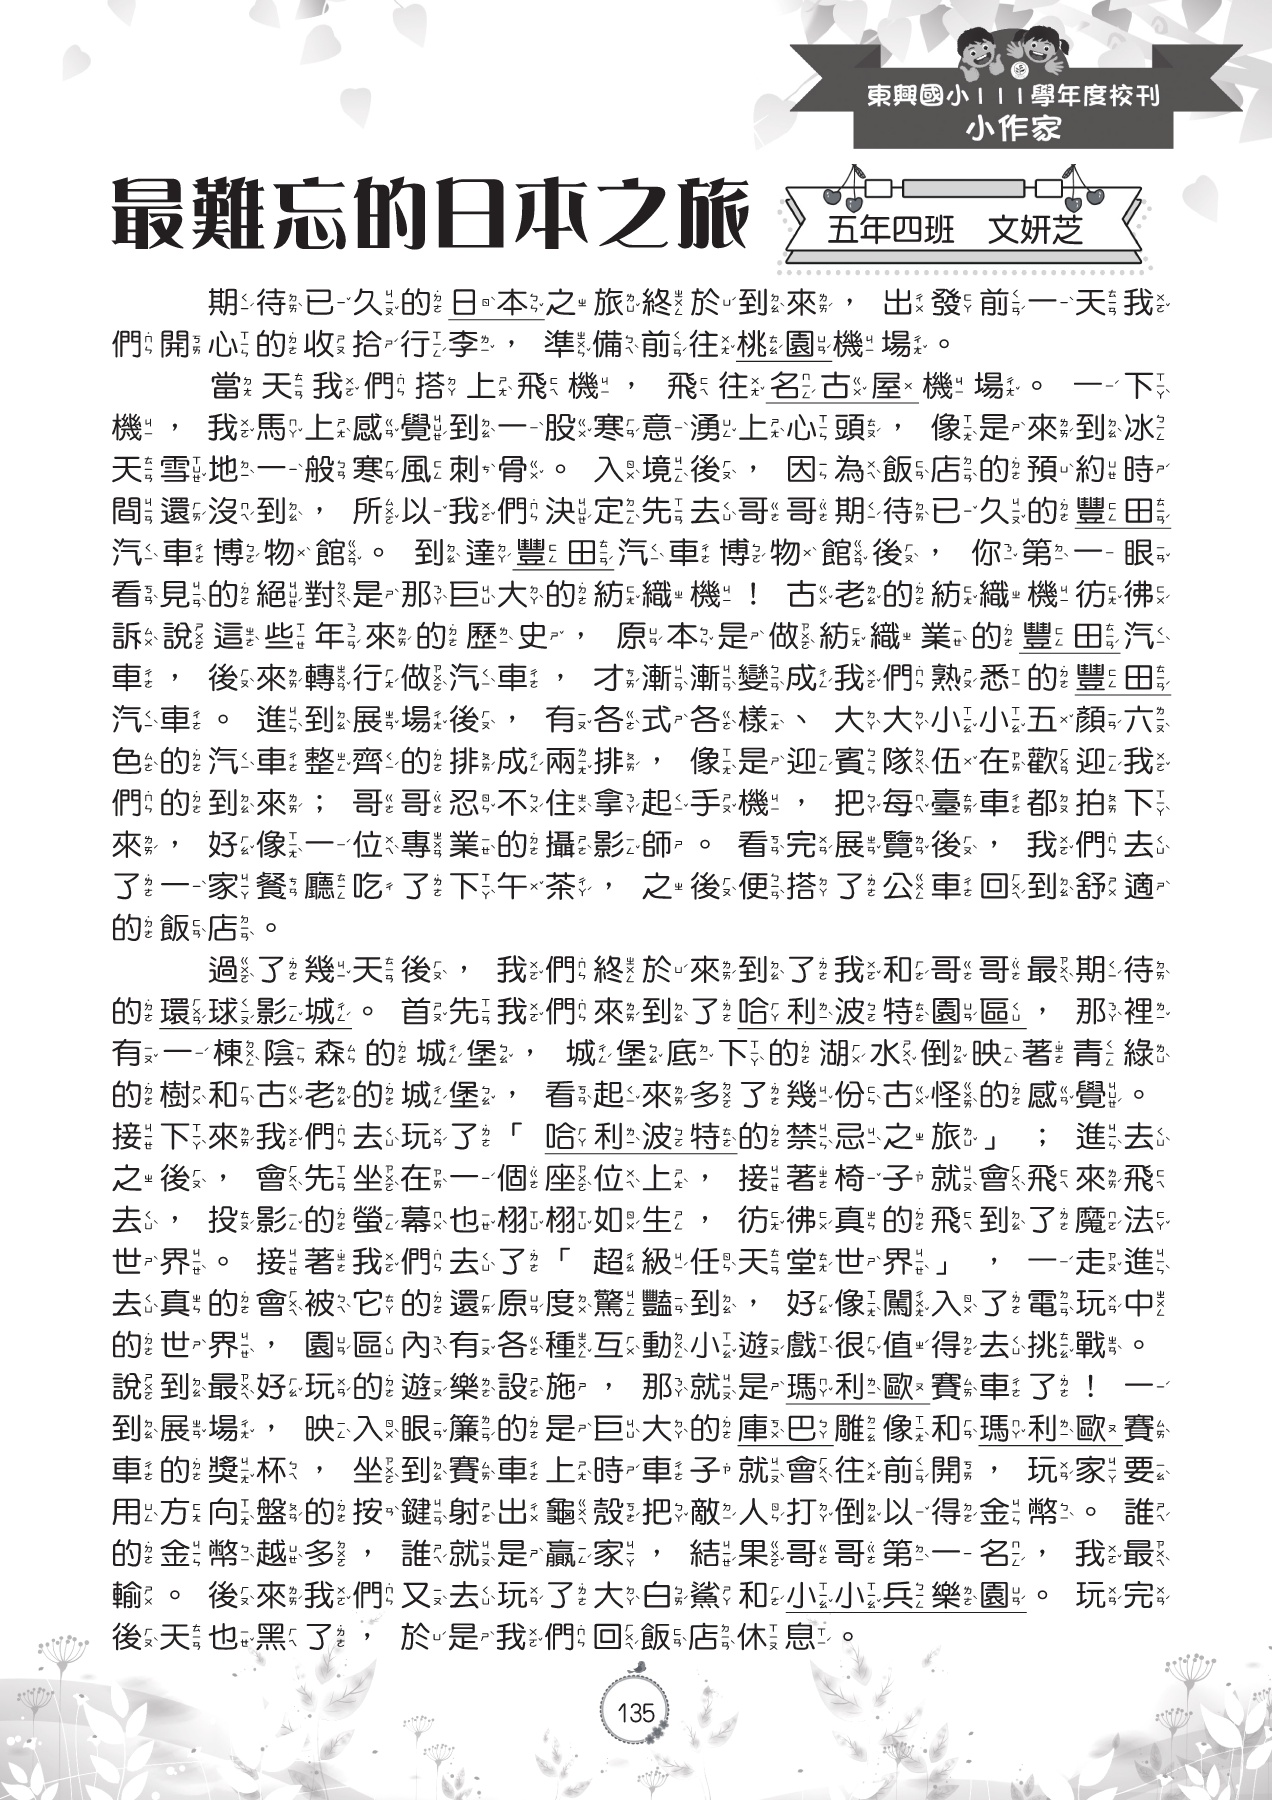 東興國小111學年度校刊
小作家
最難忘的日本之旅
五年四班　文妍芝
期待已久的日本之旅終於到來，出發前一天我
們開心的收拾行李，準備前往桃園機場。
當天我們搭上飛機，飛往名古屋機場。一下
機，我馬上感覺到一股寒意湧上心頭，像是來到冰
天雪地一般寒風刺骨。入境後，因為飯店的預約時
間還沒到，所以我們決定先去哥哥期待已久的豐田
汽車博物館。到達豐田汽車博物館後，你第一眼
看見的絕對是那巨大的紡織機！古老的紡織機彷彿
訴說這些年來的歷史，原本是做紡織業的豐田汽
車，後來轉行做汽車，才漸漸變成我們熟悉的豐田
汽車。進到展場後，有各式各樣、大大小小五顏六
色的汽車整齊的排成兩排，像是迎賓隊伍在歡迎我
們的到來；哥哥忍不住拿起手機，把每臺車都拍下
來，好像一位專業的攝影師。看完展覽後，我們去
了一家餐廳吃了下午茶，之後便搭了公車回到舒適
的飯店。
過了幾天後，我們終於來到了我和哥哥最期待
的環球影城。首先我們來到了哈利波特園區，那裡
有一棟陰森的城堡，城堡底下的湖水倒映著青綠
的樹和古老的城堡，看起來多了幾份古怪的感覺。
接下來我們去玩了「哈利波特的禁忌之旅」；進去
之後，會先坐在一個座位上，接著椅子就會飛來飛
去，投影的螢幕也栩栩如生，彷彿真的飛到了魔法
世界。接著我們去了「超級任天堂世界」，一走進
去真的會被它的還原度驚豔到，好像闖入了電玩中
的世界，園區內有各種互動小遊戲很值得去挑戰。
說到最好玩的遊樂設施，那就是瑪利歐賽車了！一
到展場，映入眼簾的是巨大的庫巴雕像和瑪利歐賽
車的獎杯，坐到賽車上時車子就會往前開，玩家要
用方向盤的按鍵射出龜殼把敵人打倒以得金幣。誰
的金幣越多，誰就是贏家，結果哥哥第一名，我最
輸。後來我們又去玩了大白鯊和小小兵樂園。玩完
後天也黑了，於是我們回飯店休息。
135